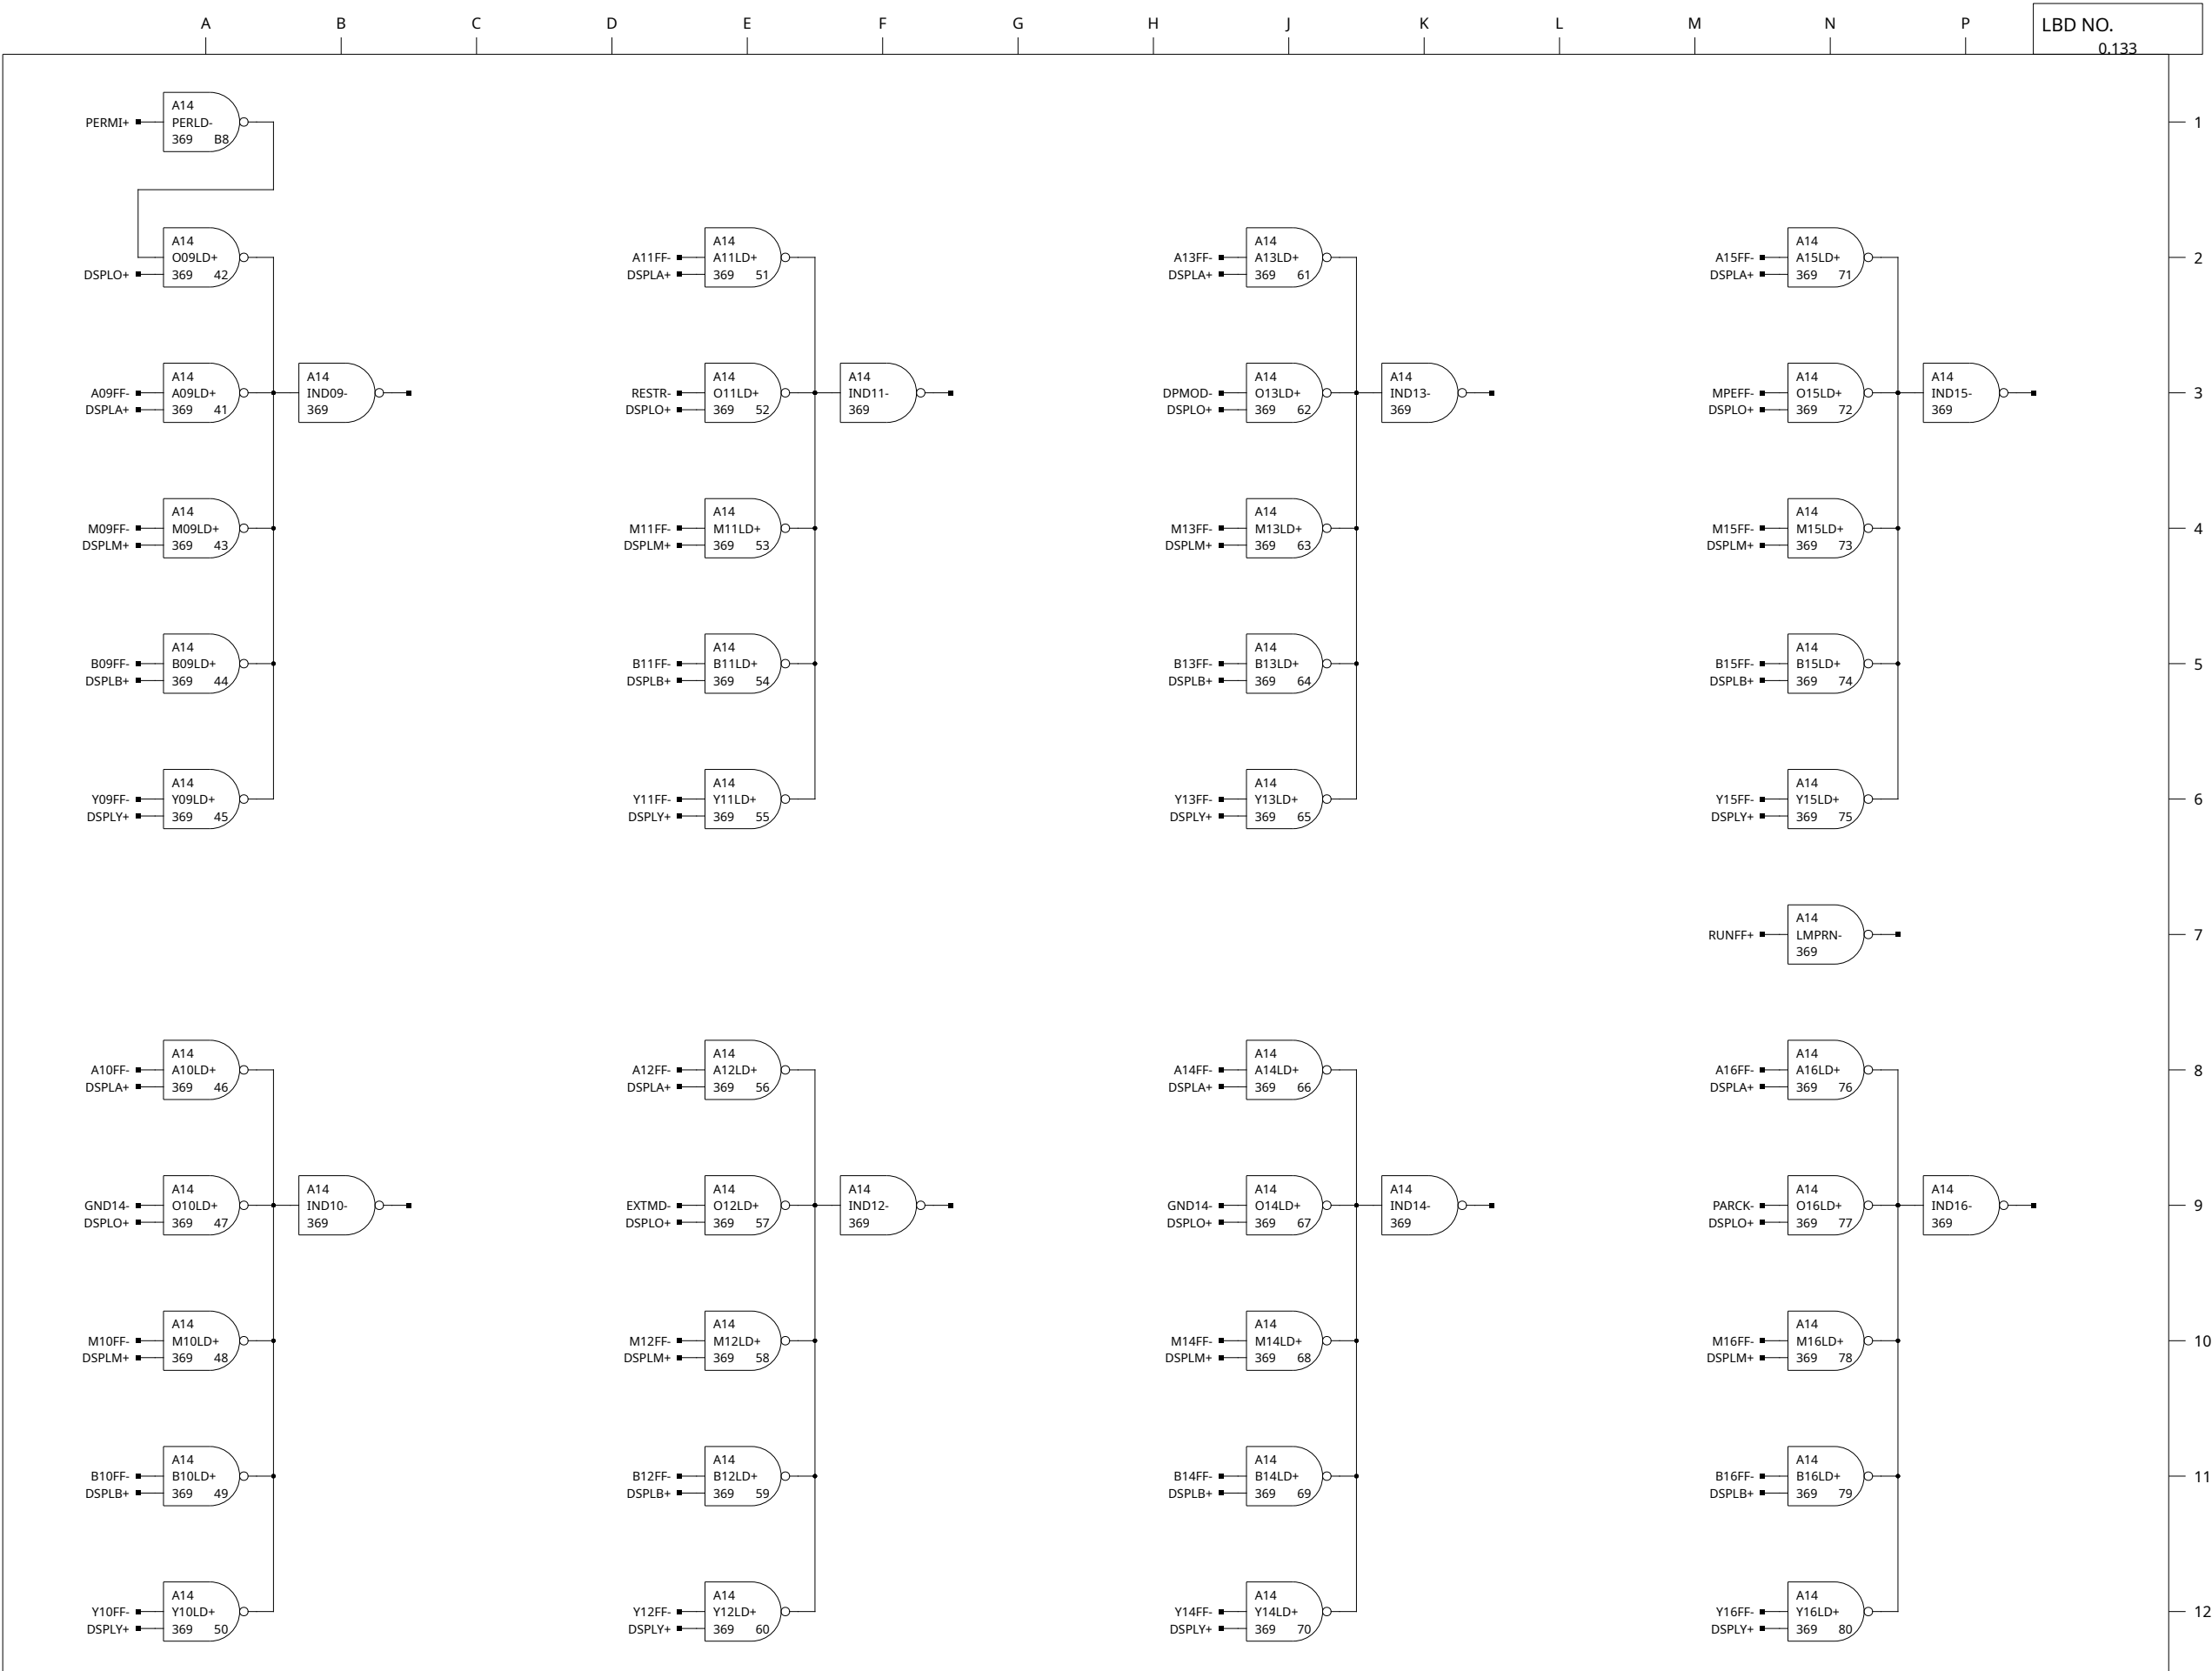 A B C D E F G H J K L M N P LBD NO.
0.133
A14
PERMI+ PERLD- 1
369 B8
A14 A14 A14 A14
O09LD+ A11FF- A11LD+ A13FF- A13LD+ A15FF- A15LD+ 2
DSPLO+ 369 42 DSPLA+ 369 51 DSPLA+ 369 61 DSPLA+ 369 71
A14 A14 A14 A14 A14 A14 A14 A14
A09FF- A09LD+ IND09- RESTR- O11LD+ IND11- DPMOD- O13LD+ IND13- MPEFF- O15LD+ IND15- 3
DSPLA+ 369 41 369 DSPLO+ 369 52 369 DSPLO+ 369 62 369 DSPLO+ 369 72 369
A14 A14 A14 A14
M09FF- M09LD+ M11FF- M11LD+ M13FF- M13LD+ M15FF- M15LD+ 4
DSPLM+ 369 43 DSPLM+ 369 53 DSPLM+ 369 63 DSPLM+ 369 73
A14 A14 A14 A14
B09FF- B09LD+ B11FF- B11LD+ B13FF- B13LD+ B15FF- B15LD+ 5
DSPLB+ 369 44 DSPLB+ 369 54 DSPLB+ 369 64 DSPLB+ 369 74
A14 A14 A14 A14
Y09FF- Y09LD+ Y11FF- Y11LD+ Y13FF- Y13LD+ Y15FF- Y15LD+ 6
DSPLY+ 369 45 DSPLY+ 369 55 DSPLY+ 369 65 DSPLY+ 369 75
A14
RUNFF+ LMPRN- 7
369
A14 A14 A14 A14
A10FF- A10LD+ A12FF- A12LD+ A14FF- A14LD+ A16FF- A16LD+ 8
DSPLA+ 369 46 DSPLA+ 369 56 DSPLA+ 369 66 DSPLA+ 369 76
A14 A14 A14 A14 A14 A14 A14 A14
GND14- O10LD+ IND10- EXTMD- O12LD+ IND12- GND14- O14LD+ IND14- PARCK- O16LD+ IND16- 9
DSPLO+ 369 47 369 DSPLO+ 369 57 369 DSPLO+ 369 67 369 DSPLO+ 369 77 369
A14 A14 A14 A14
M10FF- M10LD+ M12FF- M12LD+ M14FF- M14LD+ M16FF- M16LD+ 10
DSPLM+ 369 48 DSPLM+ 369 58 DSPLM+ 369 68 DSPLM+ 369 78
A14 A14 A14 A14
B10FF- B10LD+ B12FF- B12LD+ B14FF- B14LD+ B16FF- B16LD+ 11
DSPLB+ 369 49 DSPLB+ 369 59 DSPLB+ 369 69 DSPLB+ 369 79
A14 A14 A14 A14
Y10FF- Y10LD+ Y12FF- Y12LD+ Y14FF- Y14LD+ Y16FF- Y16LD+ 12
DSPLY+ 369 50 DSPLY+ 369 60 DSPLY+ 369 70 DSPLY+ 369 80